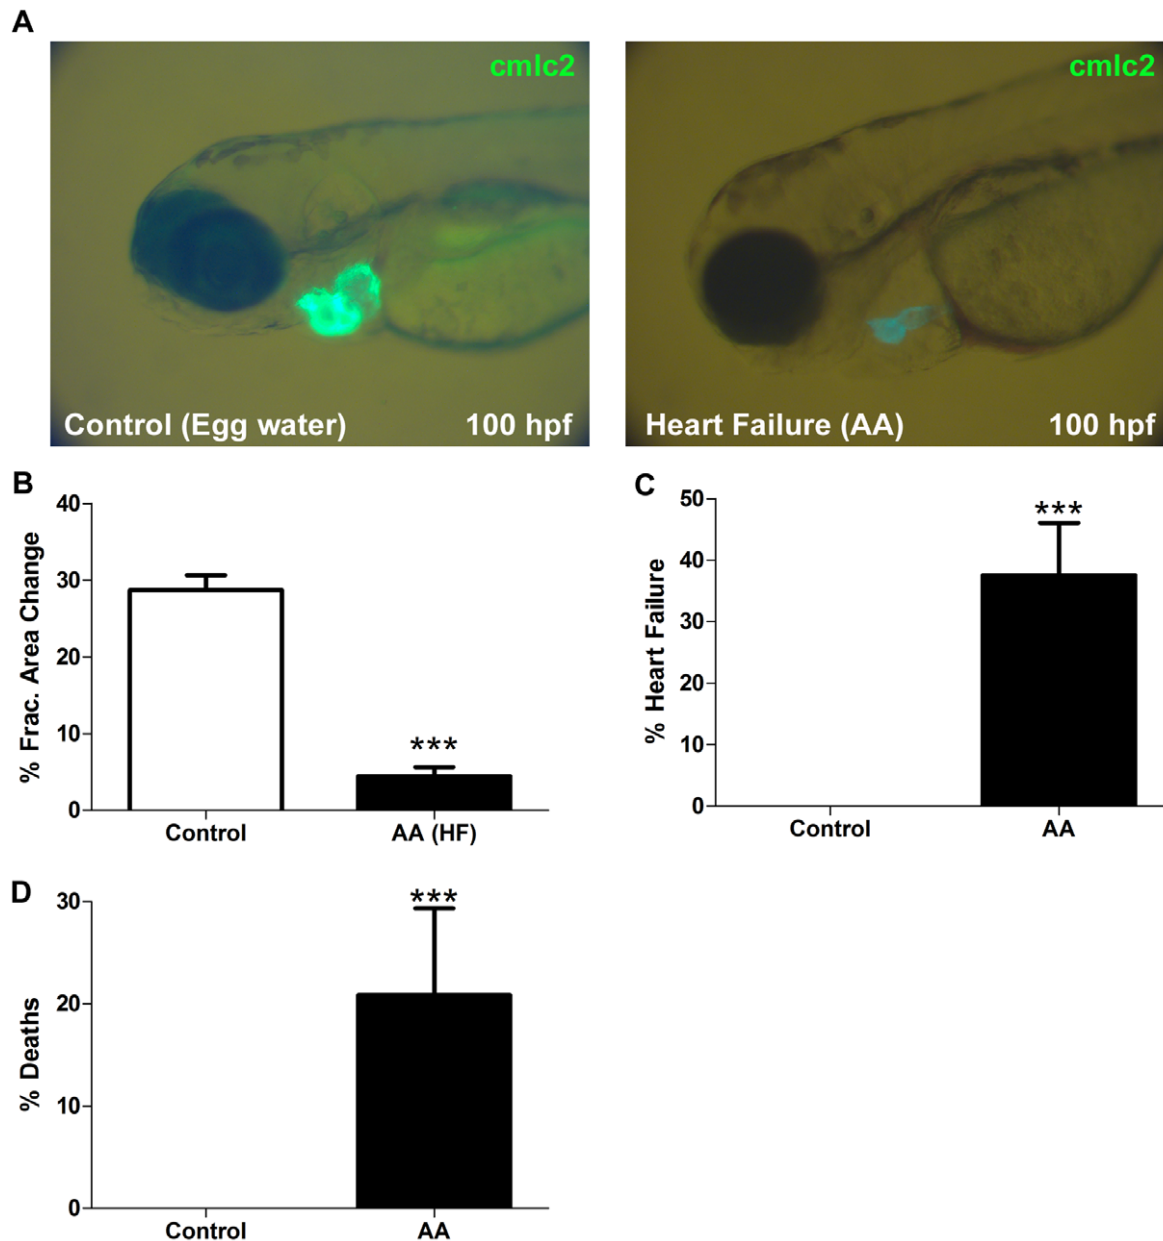 A
cmlc2
cmlc2
Control (Egg water)
100 hpf
Heart Failure (AA)
100 hpf
B
% Frac. Area Change
40
30
20
10
0
***
Control
AA (HF)
C
% Heart Failure
50
40
30
20
10
0
***
Control
AA
D
% Deaths
30
20
10
0
***
Control
AA